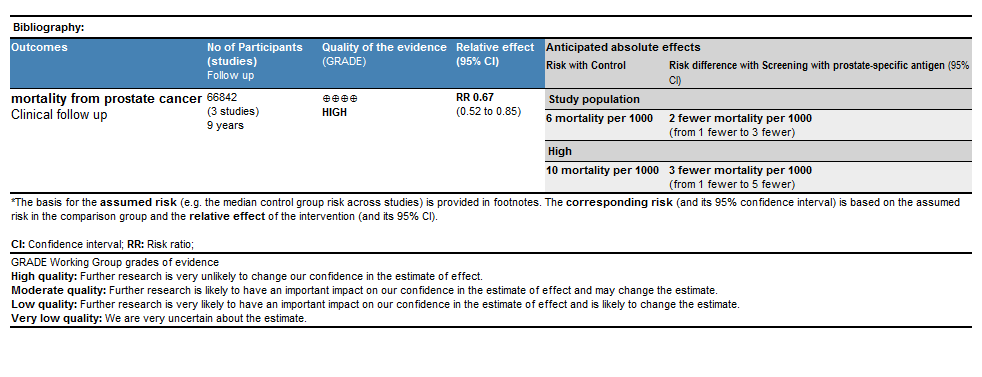 Bibliography:
Outcomes
No of Participants
(studies)
Follow up
Quality of the evidence
(GRADE)
Relative effect
(95% CI)
Anticipated absolute effects
Risk with Control
Risk difference with Screening with prostate-specific antigen (95%
CI)
mortality from prostate cancer
Clinical follow up
66842
(3 studies)
9 years
⊕⊕⊕⊕
HIGH
RR 0.67
(0.52 to 0.85)
Study population
6 mortality per 1000
2 fewer mortality per 1000
(from 1 fewer to 3 fewer)
High
10 mortality per 1000
3 fewer mortality per 1000
(from 1 fewer to 5 fewer)
*The basis for the assumed risk (e.g. the median control group risk across studies) is provided in footnotes. The corresponding risk (and its 95% confidence interval) is based on the assumed
risk in the comparison group and the relative effect of the intervention (and its 95% CI).
CI: Confidence interval; RR: Risk ratio;
GRADE Working Group grades of evidence
High quality: Further research is very unlikely to change our confidence in the estimate of effect.
Moderate quality: Further research is likely to have an important impact on our confidence in the estimate of effect and may change the estimate.
Low quality: Further research is very likely to have an important impact on our confidence in the estimate of effect and is likely to change the estimate.
Very low quality: We are very uncertain about the estimate.